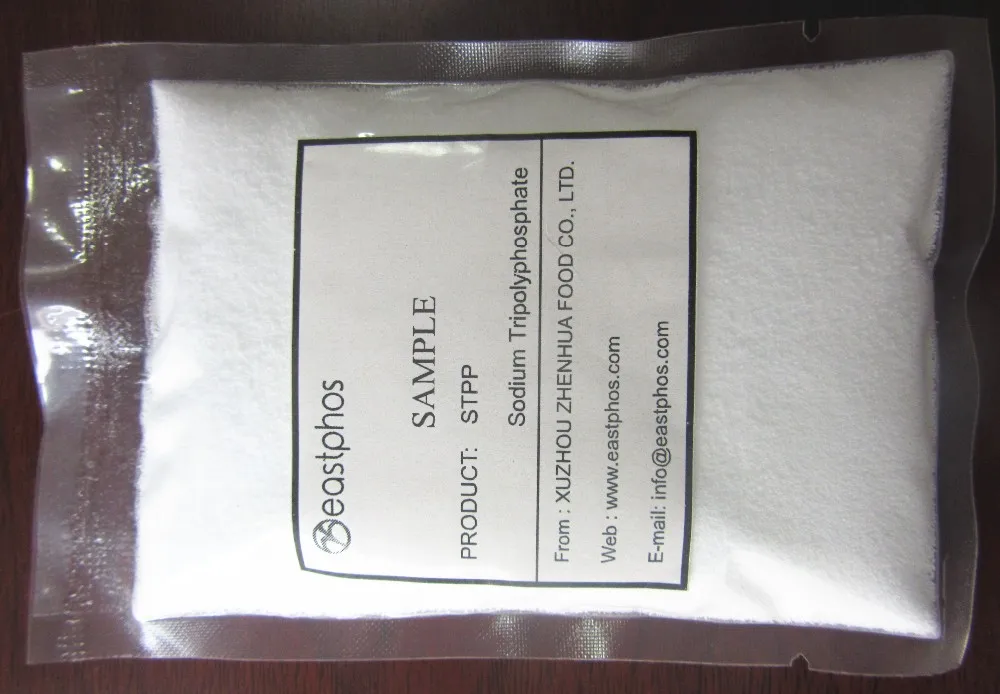 eastphos
SAMPLE
PRODUCT: STPP
Sodium Tripolyphosphate
From : XUZHOU ZHENHUA FOOD CO., LTD.
Web : www.eastphos.com
E-mail: info@eastphos.com